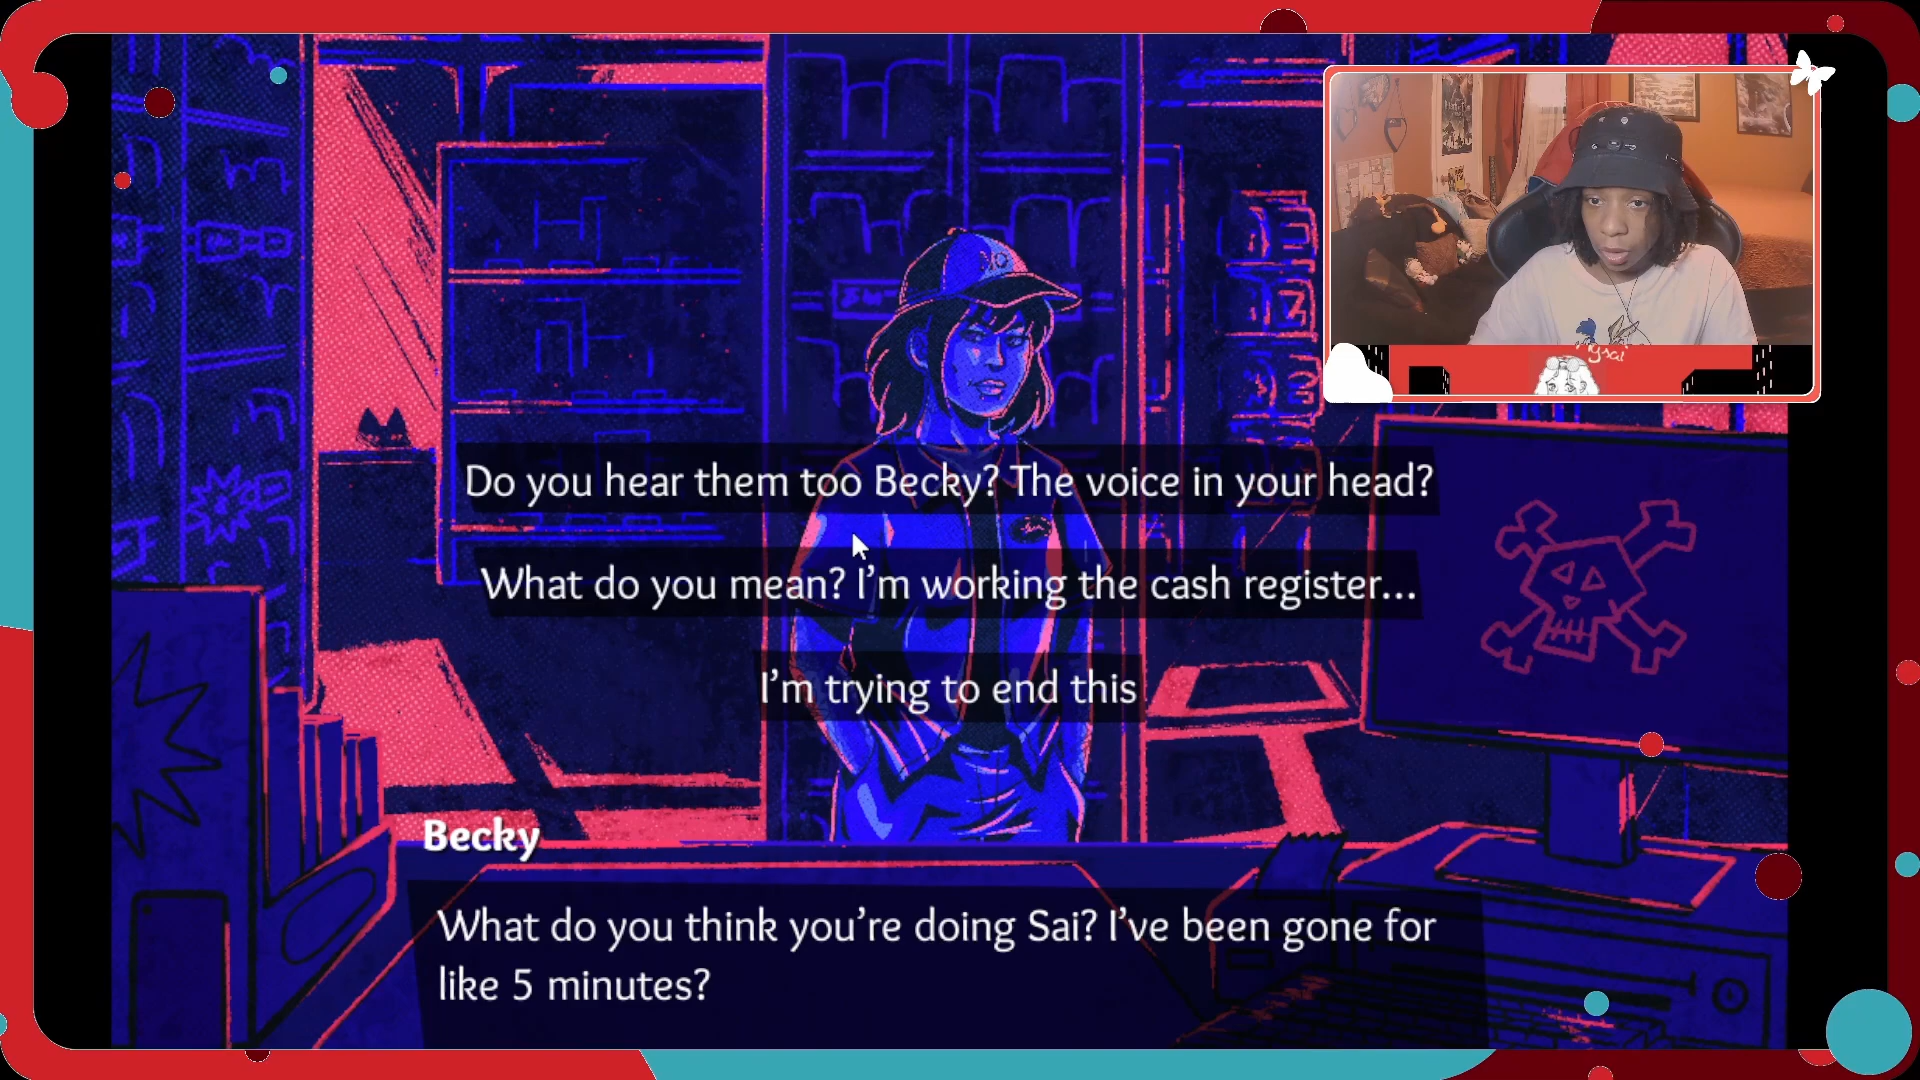 Do you hear them too Becky? The voice in your head?
What do you mean? I'm working the cash register...
I'm trying to end this
Becky
What do you think you're doing Sai? I've been gone for
like 5 minutes?